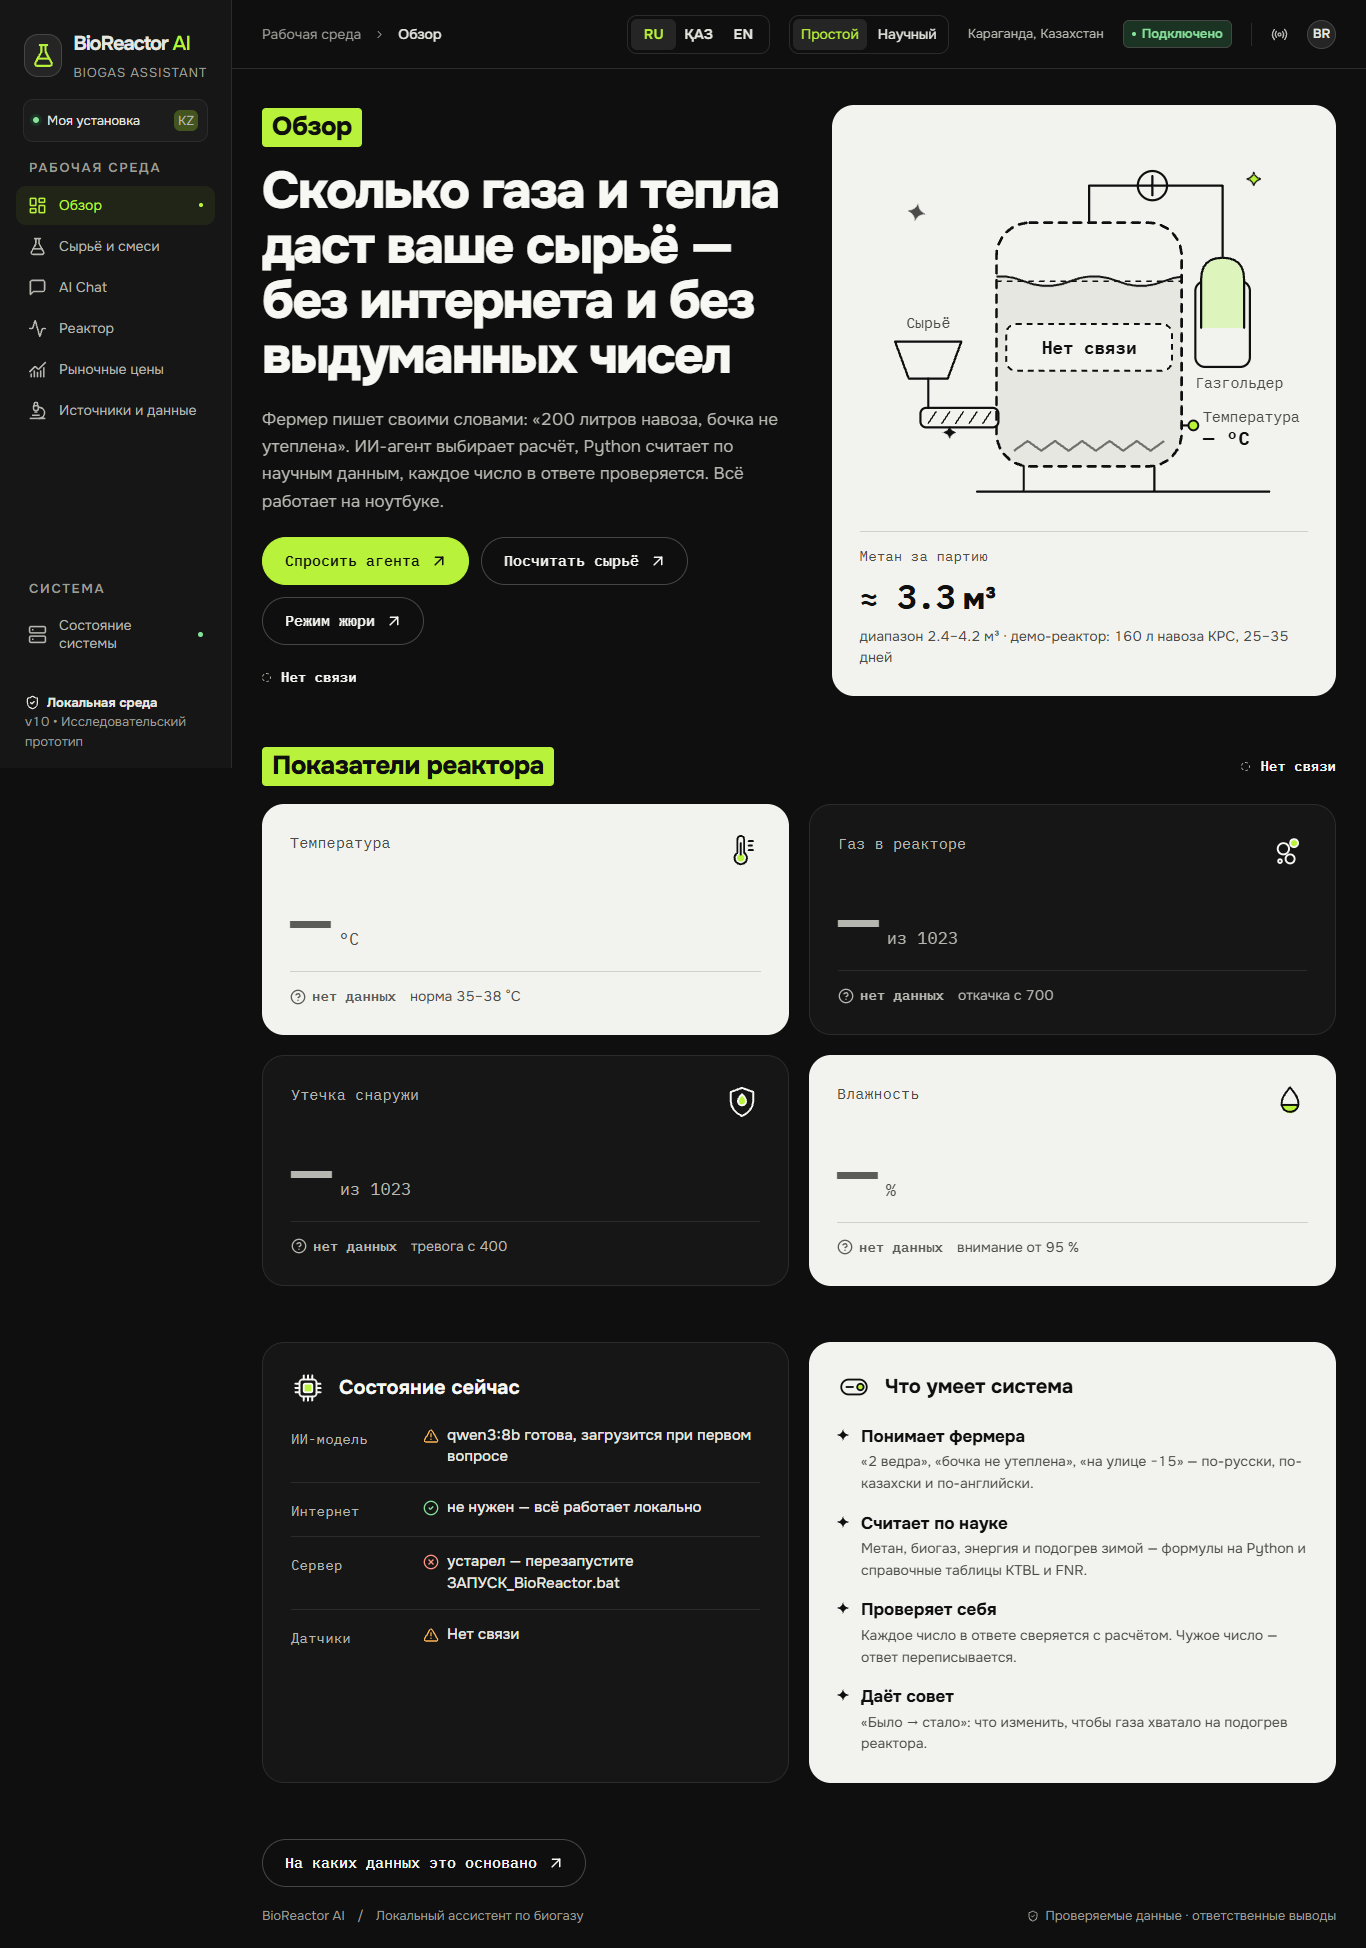 BioReactor AI
BIOGAS ASSISTANT
Моя установка
KZ
РАБОЧАЯ СРЕДА
Обзор
Сырьё и смеси
AI Chat
Реактор
Рыночные цены
Источники и данные
СИСТЕМА
Состояние
системы
Локальная среда
v10 • Исследовательский
прототип
Рабочая среда › Обзор
RU ҚАЗ EN
Простой Научный
Караганда, Казахстан
• Подключено
BR
Обзор
Сколько газа и тепла
даст ваше сырьё —
без интернета и без
выдуманных чисел
Фермер пишет своими словами: «200 литров навоза, бочка не
утеплена». ИИ-агент выбирает расчёт, Python считает по
научным данным, каждое число в ответе проверяется. Всё
работает на ноутбуке.
Спросить агента
Посчитать сырьё
Режим жюри
Нет связи
Сырьё
Нет связи
Газгольдер
Температура
— °C
Метан за партию
≈ 3.3 м³
диапазон 2.4–4.2 м³ · демо-реактор: 160 л навоза КРС, 25–35
дней
Показатели реактора
Нет связи
Температура
— °C
нет данных норма 35–38 °C
Газ в реакторе
— из 1023
нет данных откачка с 700
Утечка снаружи
— из 1023
нет данных тревога с 400
Влажность
— %
нет данных внимание от 95 %
Состояние сейчас
ИИ-модель
qwen3:8b готова, загрузится при первом
вопросе
Интернет
не нужен — всё работает локально
Сервер
устарел — перезапустите
ЗАПУСК_BioReactor.bat
Датчики
Нет связи
Что умеет система
Понимает фермера
«2 ведра», «бочка не утеплена», «на улице −15» — по-русски, по-
казахски и по-английски.
Считает по науке
Метан, биогаз, энергия и подогрев зимой — формулы на Python и
справочные таблицы KTBL и FNR.
Проверяет себя
Каждое число в ответе сверяется с расчётом. Чужое число —
ответ переписывается.
Даёт совет
«Было → стало»: что изменить, чтобы газа хватало на подогрев
реактора.
На каких данных это основано
BioReactor AI / Локальный ассистент по биогазу
Проверяемые данные · ответственные выводы